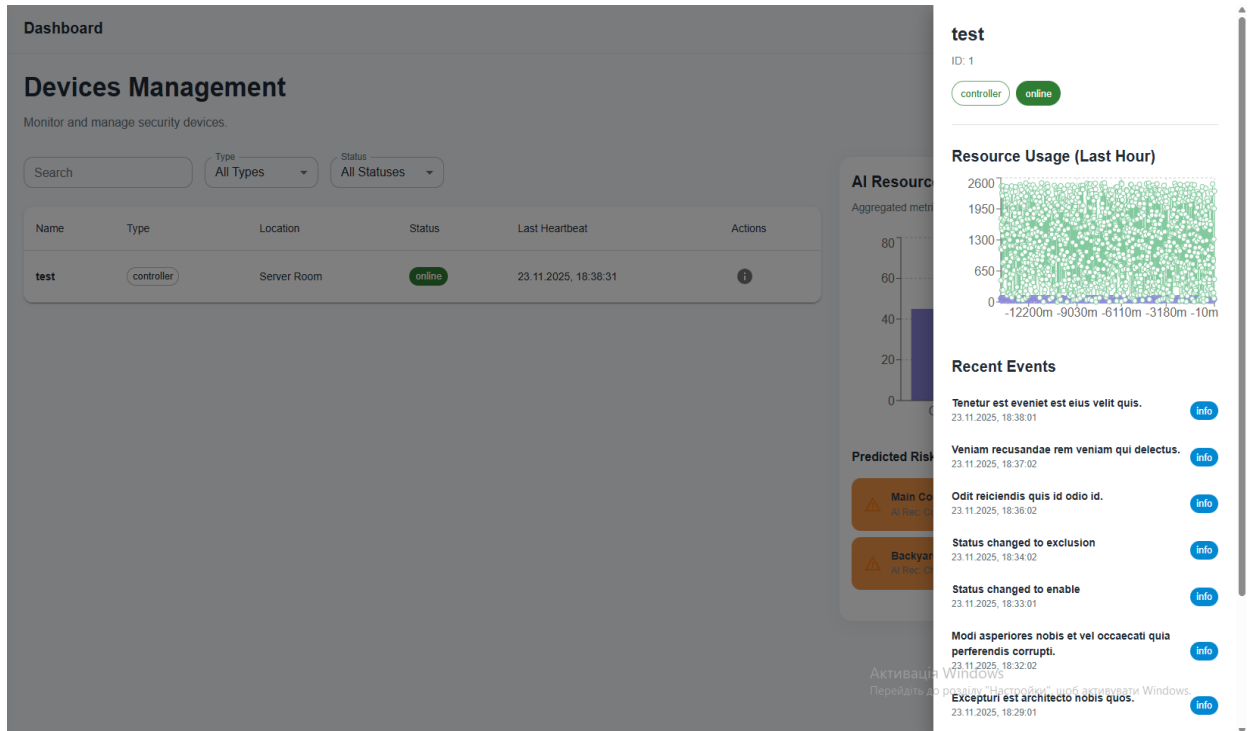 Dashboard
Devices Management
Monitor and manage security devices.
Search
Type
All Types
Status
All Statuses
Name Type Location Status Last Heartbeat Actions
test controller Server Room online 23.11.2025, 18:38:31
AI Resourc
Aggregated metri
80
60
40
20
0
Predicted Risk
Main Co
AI Rec:
Backyar
AI Rec:
test
ID: 1
controller online
Resource Usage (Last Hour)
2600
1950
1300
650
0
-12200m -9030m -6110m -3180m -10m
Recent Events
Tenetur est eveniet est eius velit quis.
23.11.2025, 18:38:01
info
Veniam recusandae rem veniam qui delectus.
23.11.2025, 18:37:02
info
Odit reiciendis quis id odio id.
23.11.2025, 18:36:02
info
Status changed to exclusion
23.11.2025, 18:34:02
info
Status changed to enable
23.11.2025, 18:33:01
info
Modi asperiores nobis et vel occaecati quia
perferendis corrupti.
23.11.2025, 18:32:02
info
Excepturi est architecto nobis quos.
23.11.2025, 18:29:01
info
Активація Windows
Перейдіть до розділу "Настройки", щоб активувати Windows.